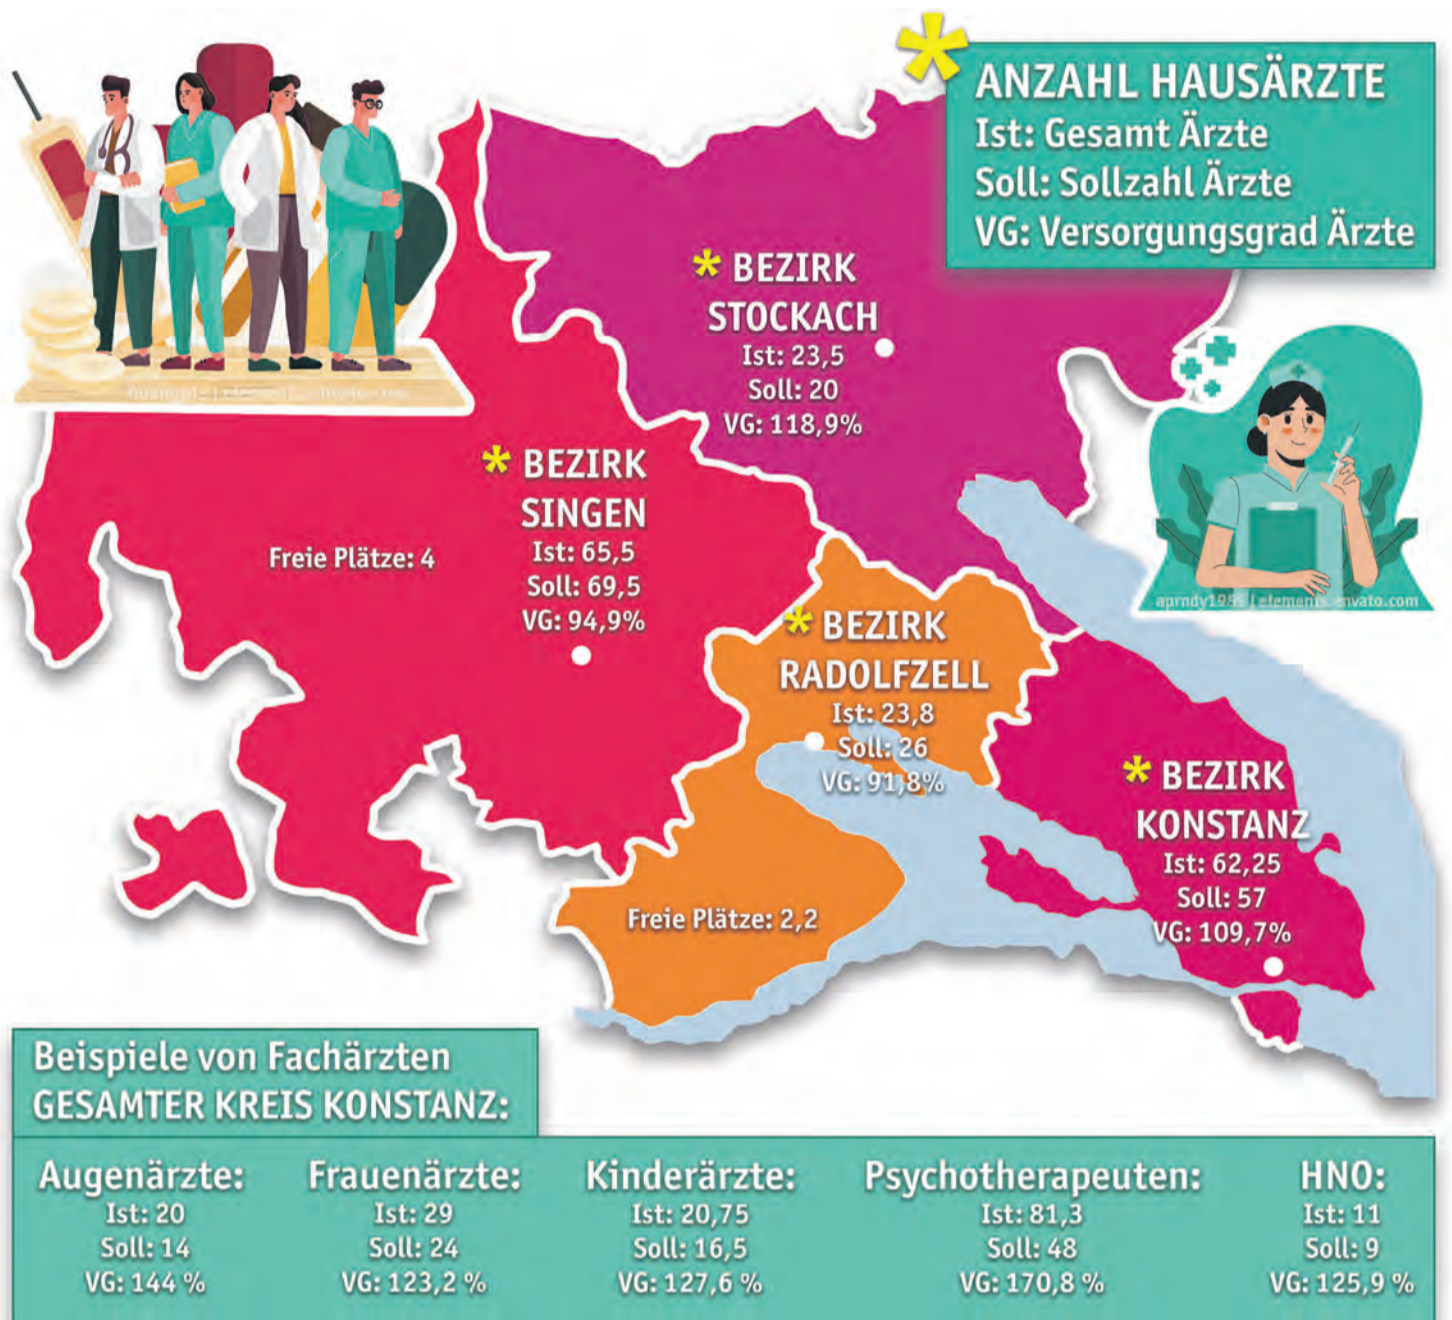 ANZAHL HAUSÄRZTE
Ist: Gesamt Ärzte
Soll: Sollzahl Ärzte
VG: Versorgungsgrad Ärzte
BEZIRK
STOCKACH
Ist: 23,5
Soll: 20
VG: 118,9%
BEZIRK
SINGEN
Ist: 65,5
Soll: 69,5
VG: 94,9%
Freie Plätze: 4
aprndy1985 | elements.envato.com
BEZIRK
RADOLFZELL
Ist: 23,8
Soll: 26
VG: 91,8%
Freie Plätze: 2,2
BEZIRK
KONSTANZ
Ist: 62,25
Soll: 57
VG: 109,7%
Beispiele von Fachärzten
GESAMTER KREIS KONSTANZ:
Augenärzte:
Ist: 20
Soll: 14
VG: 144 %
Frauenärzte:
Ist: 29
Soll: 24
VG: 123,2 %
Kinderärzte:
Ist: 20,75
Soll: 16,5
VG: 127,6 %
Psychotherapeuten:
Ist: 81,3
Soll: 48
VG: 170,8 %
HNO:
Ist: 11
Soll: 9
VG: 125,9 %